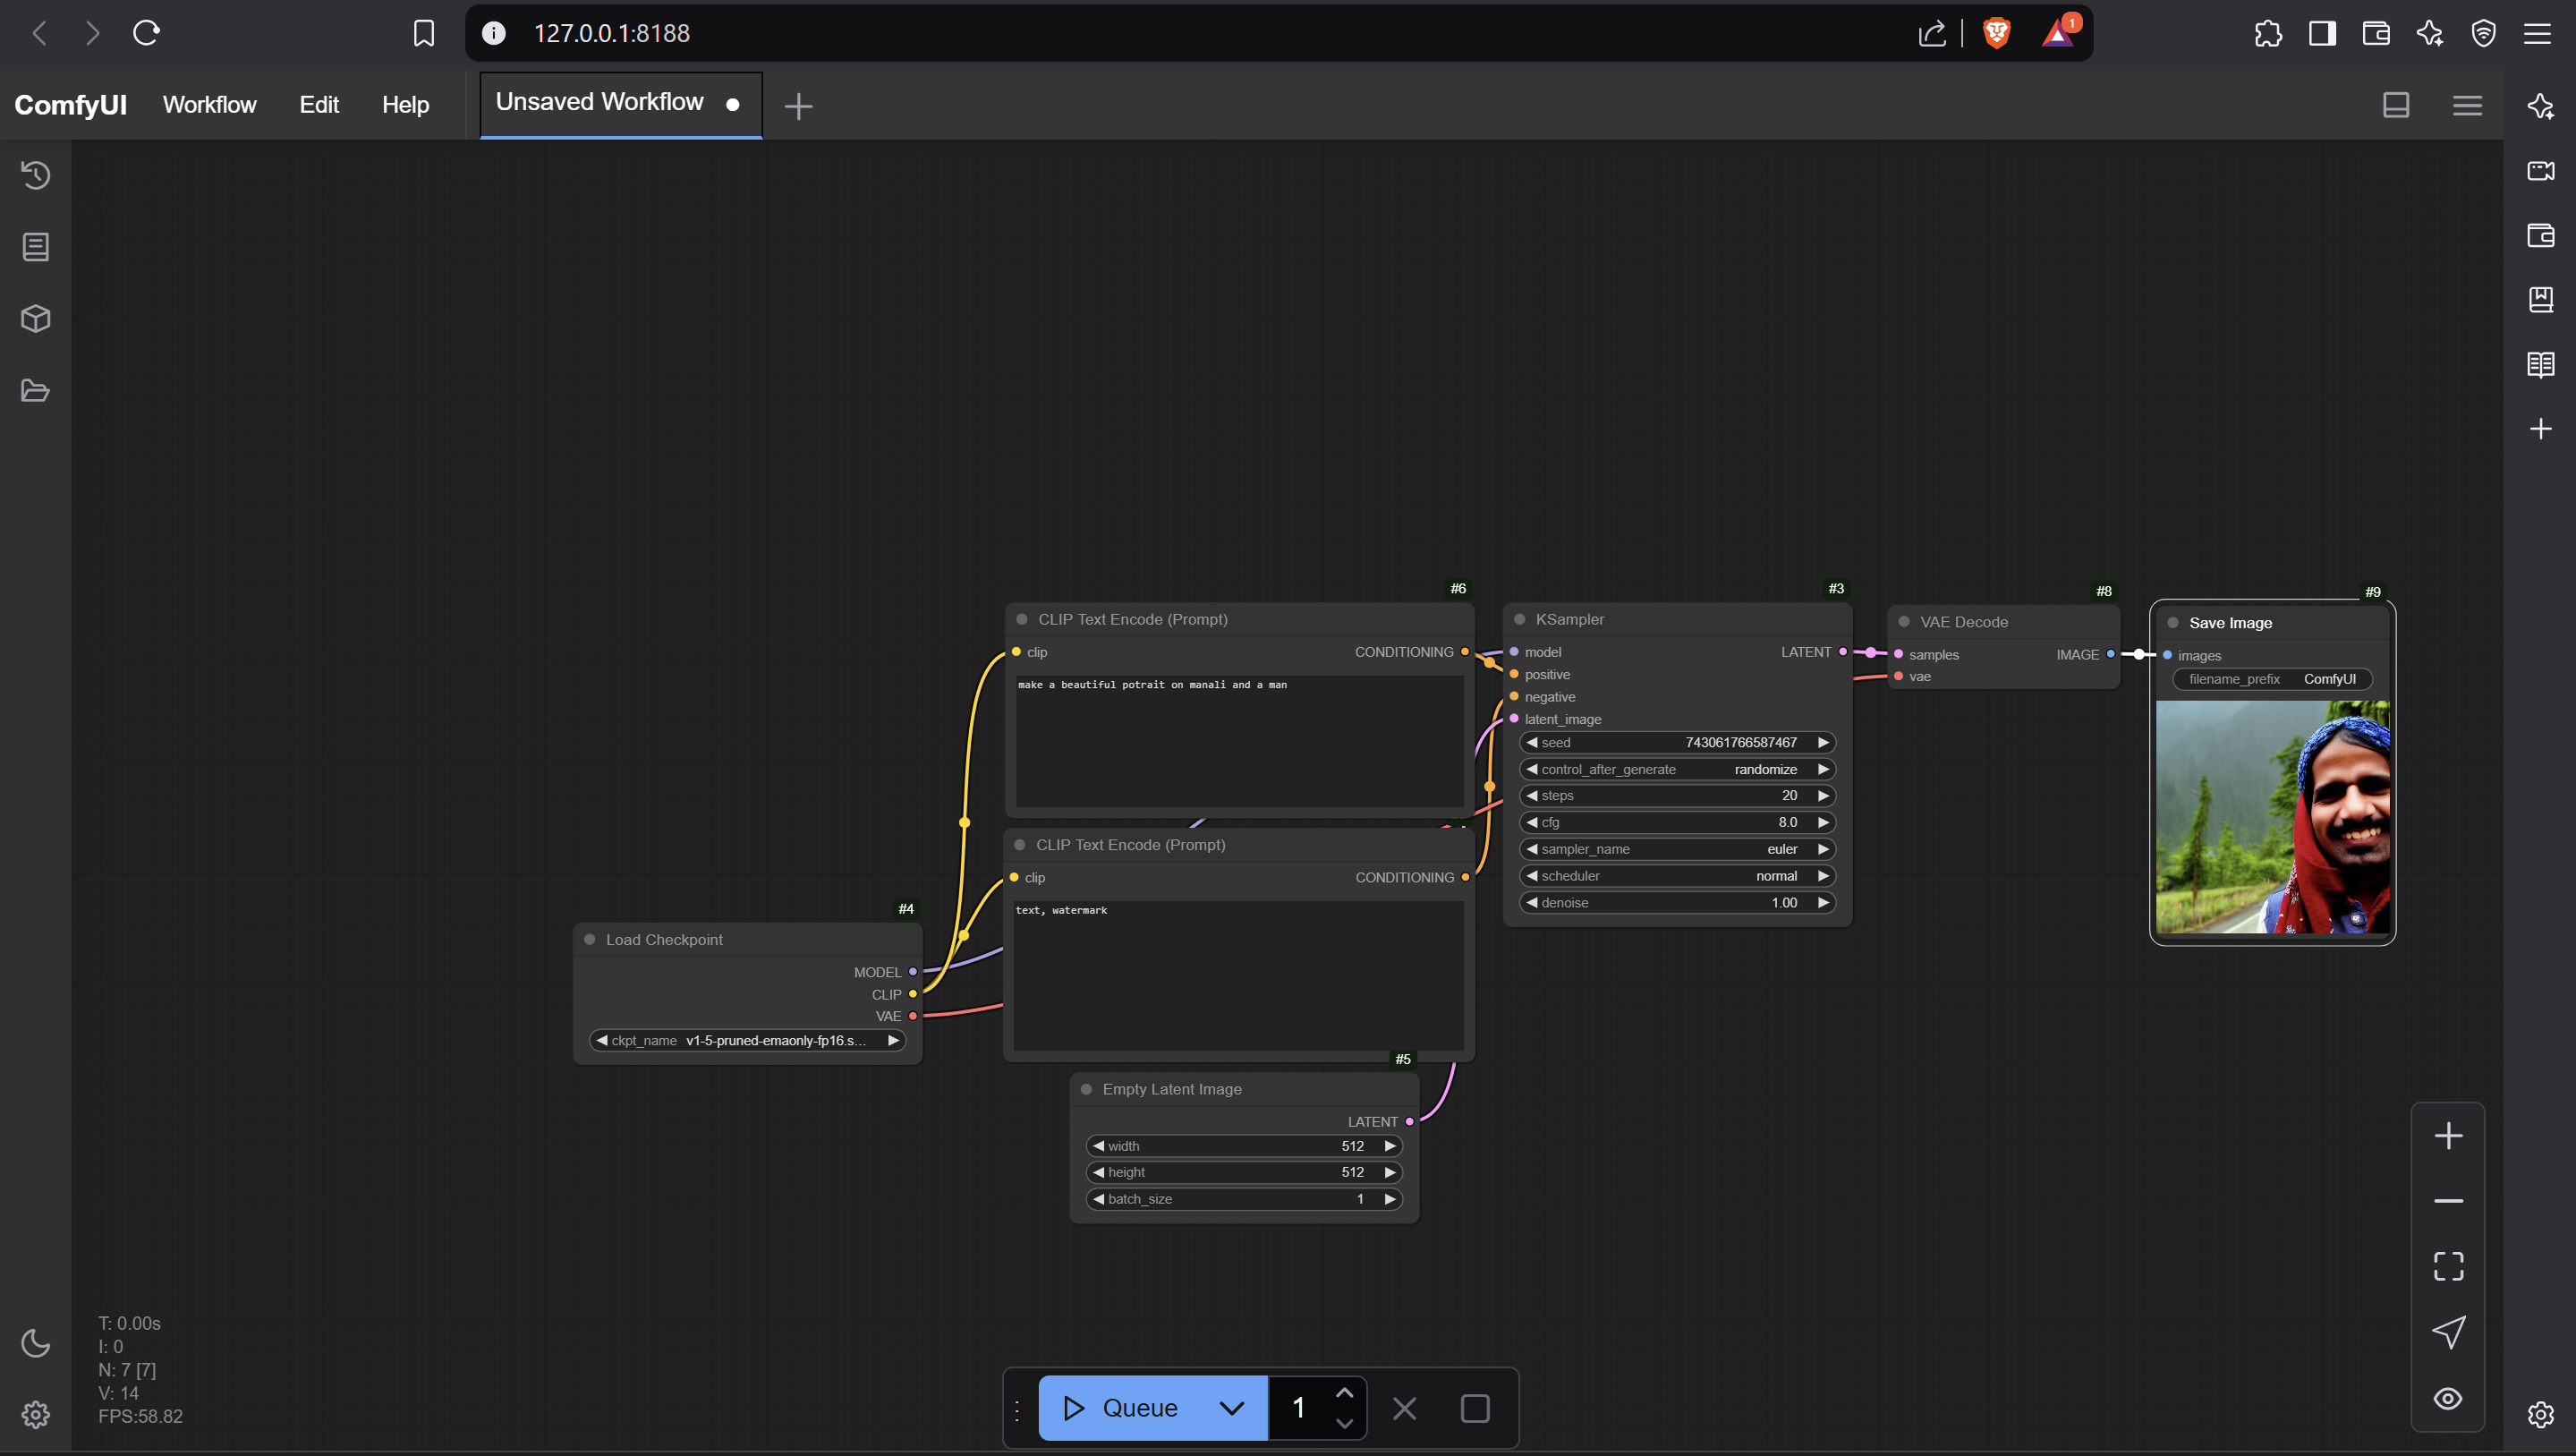 127.0.0.1:8188
1
ComfyUI
Workflow
Edit
Help
Unsaved Workflow
#6
CLIP Text Encode (Prompt)
clip
CONDITIONING
make a beautiful potrait on manali and a man
CLIP Text Encode (Prompt)
clip
CONDITIONING
text, watermark
#4
Load Checkpoint
MODEL
CLIP
VAE
ckpt_name v1-5-pruned-emaonly-fp16.s...
#5
Empty Latent Image
LATENT
width 512
height 512
batch_size 1
#3
KSampler
model
LATENT
positive
negative
latent_image
seed 743061766587467
control_after_generate randomize
steps 20
cfg 8.0
sampler_name euler
scheduler normal
denoise 1.00
#8
VAE Decode
samples
IMAGE
vae
#9
Save Image
images
filename_prefix ComfyUI
T: 0.00s
I: 0
N: 7 [7]
V: 14
FPS:58.82
Queue
1